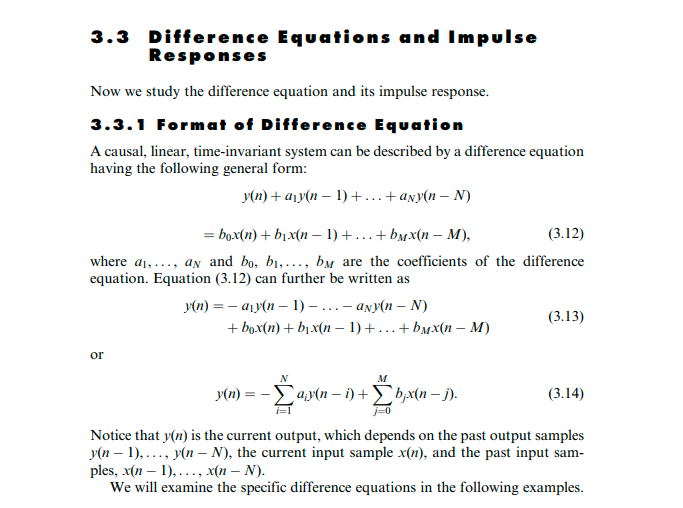 3.3 Difference Equations and Impulse
Responses
Now we study the difference equation and its impulse response.
3.3.1 Format of Difference Equation
A causal, linear, time-invariant system can be described by a difference equation
having the following general form:
y(n) + a₁y(n − 1) + . . . + a_N y(n − N)
= b₀x(n) + b₁x(n − 1) + . . . + b_M x(n − M), (3.12)
where a₁, . . . , a_N and b₀, b₁, . . . , b_M are the coefficients of the difference
equation. Equation (3.12) can further be written as
y(n) = − a₁y(n − 1) − . . . − a_N y(n − N)
+ b₀x(n) + b₁x(n − 1) + . . . + b_M x(n − M) (3.13)
or
y(n) = − ∑_{i=1}^{N} a_i y(n − i) + ∑_{j=0}^{M} b_j x(n − j). (3.14)
Notice that y(n) is the current output, which depends on the past output samples
y(n − 1), . . . , y(n − N), the current input sample x(n), and the past input sam-
ples, x(n − 1), . . . , x(n − N).
We will examine the specific difference equations in the following examples.